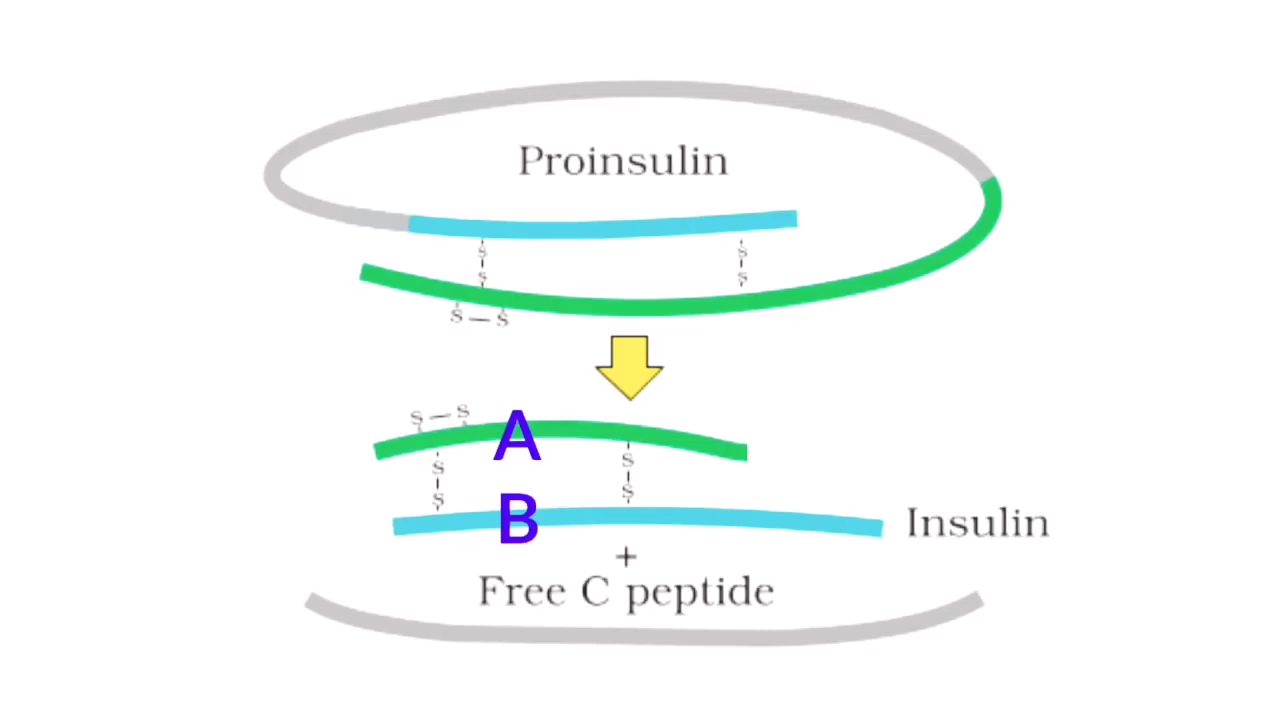 Proinsulin
S S
S S
S – S
S – S
A
S S
S S
B
Insulin
+
Free C peptide